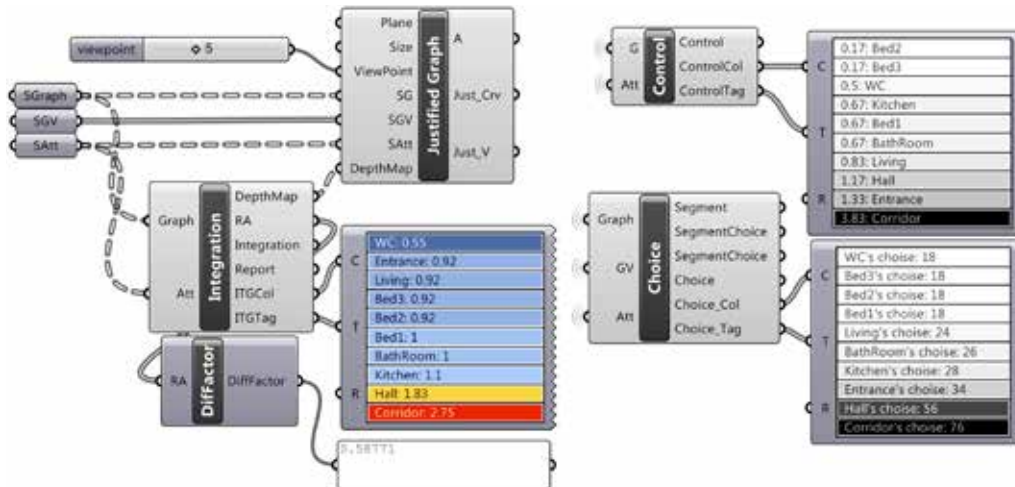 viewpoint
5
SGraph
SGV
SAtt
Plane
Size
ViewPoint
SG
SGV
SAtt
DepthMap
Justified Graph
A
Just_Crv
Just_V
Graph
Att
Integration
DepthMap
RA
Integration
Report
ITGCol
ITGTag
C
T
R
WC: 0.55
Entrance: 0.92
Living: 0.92
Bed3: 0.92
Bed2: 0.92
Bed1: 1
BathRoom: 1
Kitchen: 1.1
Hall: 1.83
Corridor: 2.75
RA
DiffFactor
DiffFactor
G
Att
Control
Control
ControlCol
ControlTag
C
T
R
0.17: Bed2
0.17: Bed3
0.5: WC
0.67: Kitchen
0.67: Bed1
0.67: BathRoom
0.83: Living
1.17: Hall
1.33: Entrance
3.83: Corridor
Graph
GV
Att
Choice
Segment
SegmentChoice
SegmentChoice
Choice
Choice_Col
Choice_Tag
C
T
R
WC's choise: 18
Bed3's choise: 18
Bed2's choise: 18
Bed1's choise: 18
Living's choise: 24
BathRoom's choise: 26
Kitchen's choise: 28
Entrance's choise: 34
Hall's choise: 56
Corridor's choise: 76